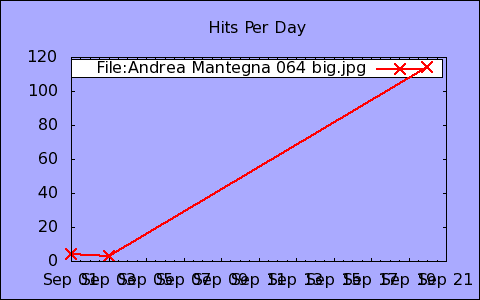 Hits Per Day
File:Andrea Mantegna 064 big.jpg
120
100
80
60
40
20
0
Sep 01 Sep 03 Sep 05 Sep 07 Sep 09 Sep 11 Sep 13 Sep 15 Sep 17 Sep 19 Sep 21